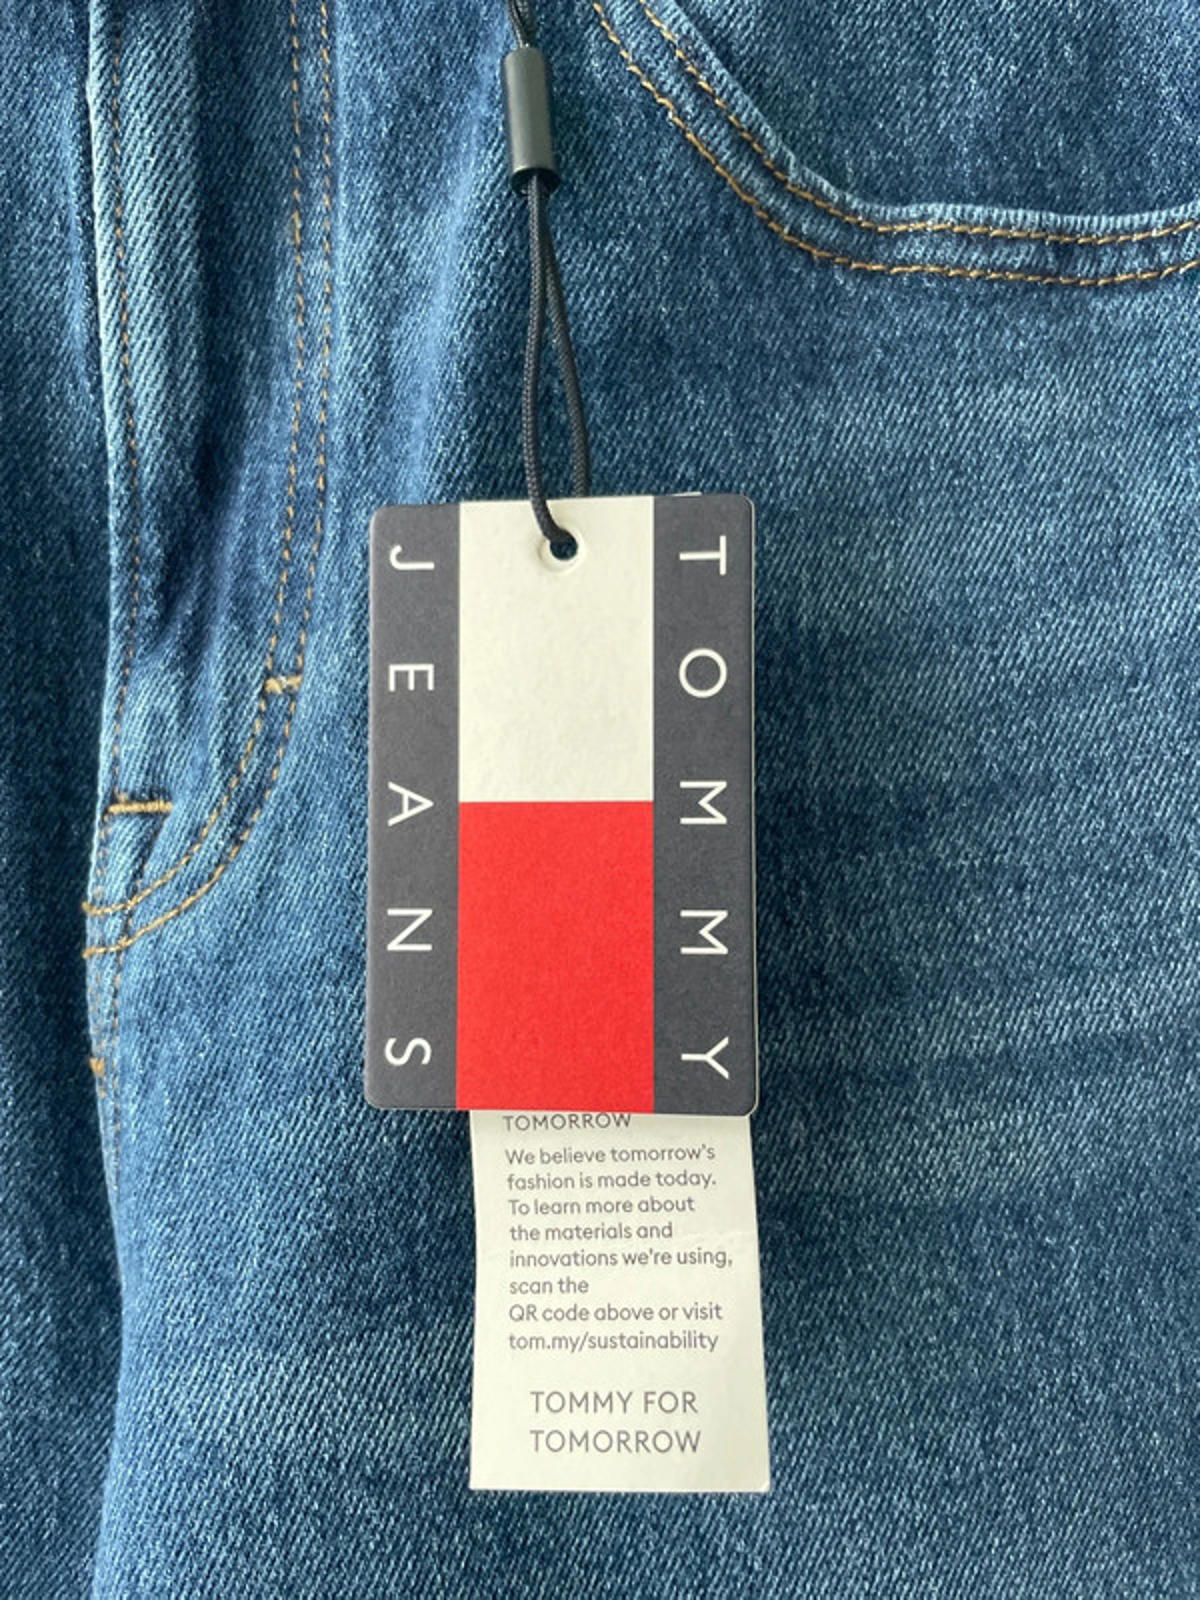 TOMMY
JEANS
TOMORROW
We believe tomorrow's
fashion is made today.
To learn more about
the materials and
innovations we're using,
scan the
QR code above or visit
tom.my/sustainability
TOMMY FOR
TOMORROW